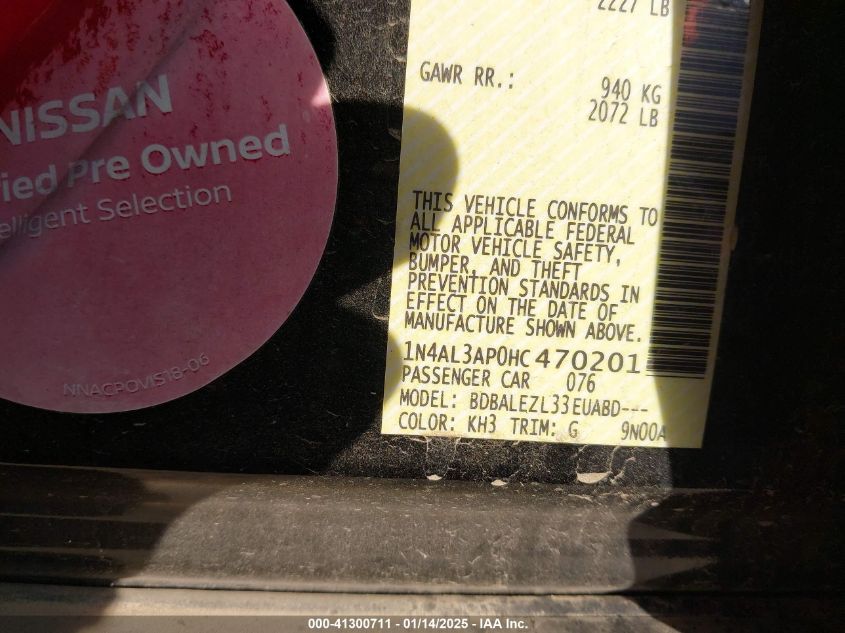 NISSAN
Pre Owned
Selection
NNACPOVIS18-06
2227 LB
GAWR RR.: 940 KG
2072 LB
THIS VEHICLE CONFORMS TO
ALL APPLICABLE FEDERAL
MOTOR VEHICLE SAFETY,
BUMPER, AND THEFT
PREVENTION STANDARDS IN
EFFECT ON THE DATE OF
MANUFACTURE SHOWN ABOVE.
1N4AL3AP0HC470201
PASSENGER CAR 076
MODEL: BDBALEZL33EUABD---
COLOR: KH3 TRIM: G 9N00A
000-41300711 - 01/14/2025 - IAA Inc.